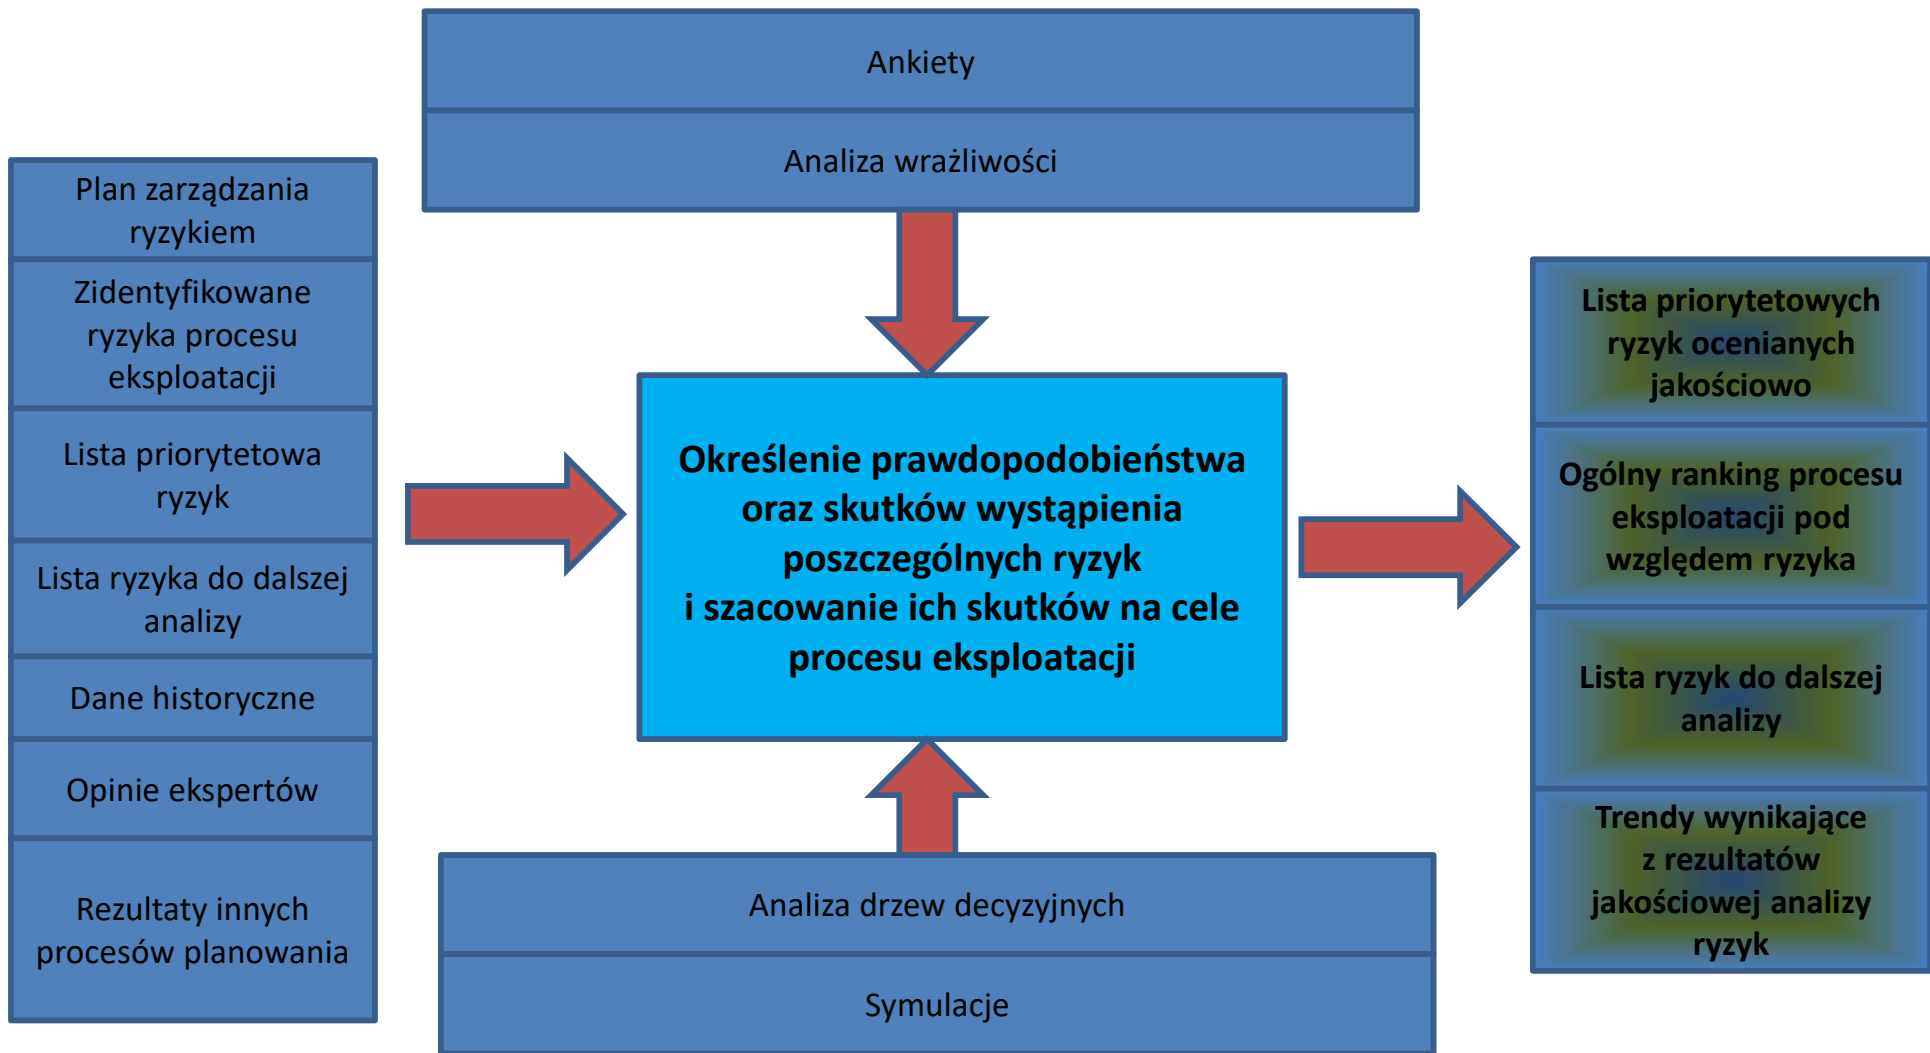 Ankiety
Analiza wrażliwości
Plan zarządzania
ryzykiem
Zidentyfikowane
ryzyka procesu
eksploatacji
Lista priorytetowa
ryzyk
Lista ryzyka do dalszej
analizy
Dane historyczne
Opinie ekspertów
Rezultaty innych
procesów planowania
Określenie prawdopodobieństwa
oraz skutków wystąpienia
poszczególnych ryzyk
i szacowanie ich skutków na cele
procesu eksploatacji
Analiza drzew decyzyjnych
Symulacje
Lista priorytetowych
ryzyk ocenianych
jakościowo
Ogólny ranking procesu
eksploatacji pod
względem ryzyka
Lista ryzyk do dalszej
analizy
Trendy wynikające
z rezultatów
jakościowej analizy
ryzyk